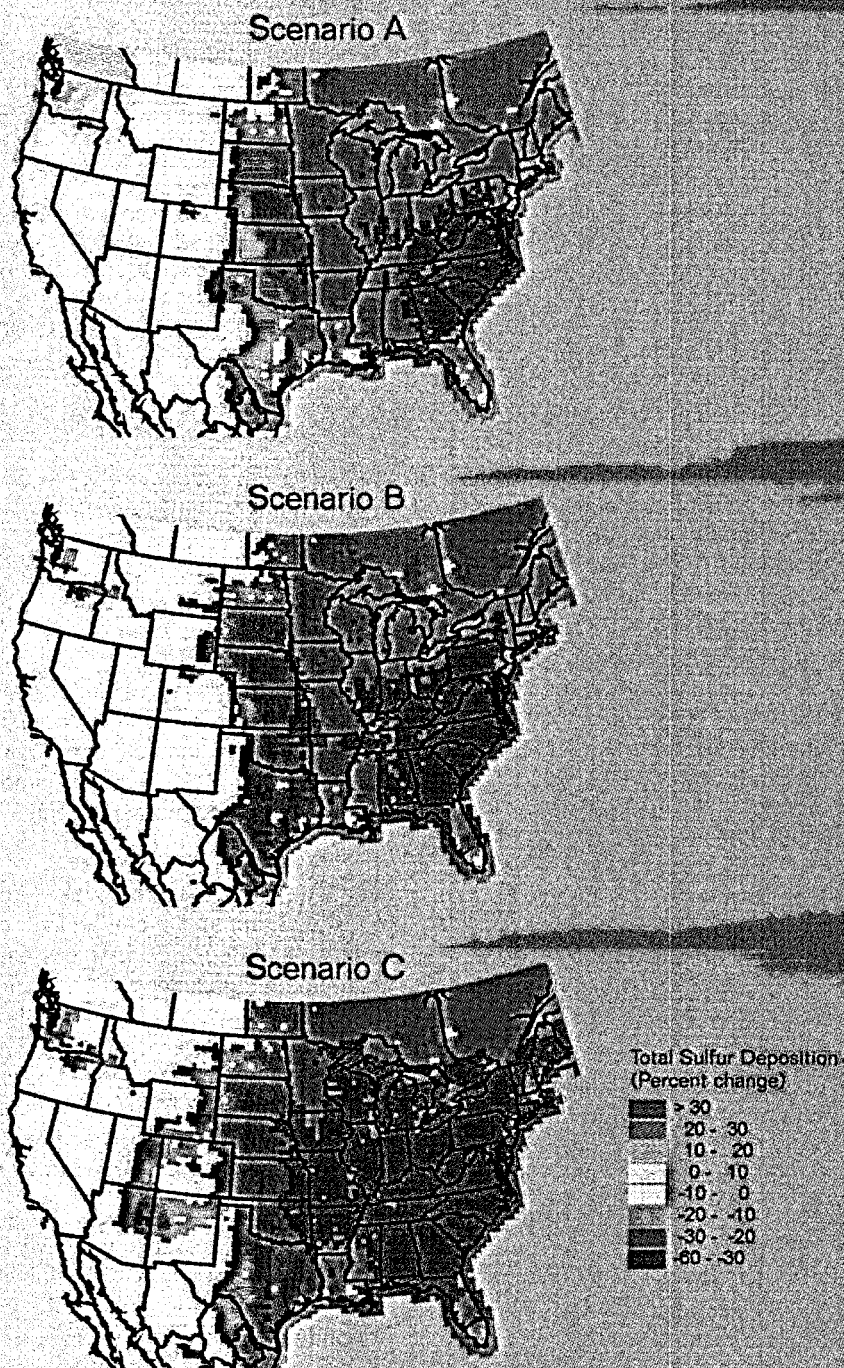 Scenario A
Scenario B
Scenario C
Total Sulfur Deposition
(Percent change)
> 30
20 - 30
10 - 20
0 - 10
-10 - 0
-20 - -10
-30 - -20
-60 - -30